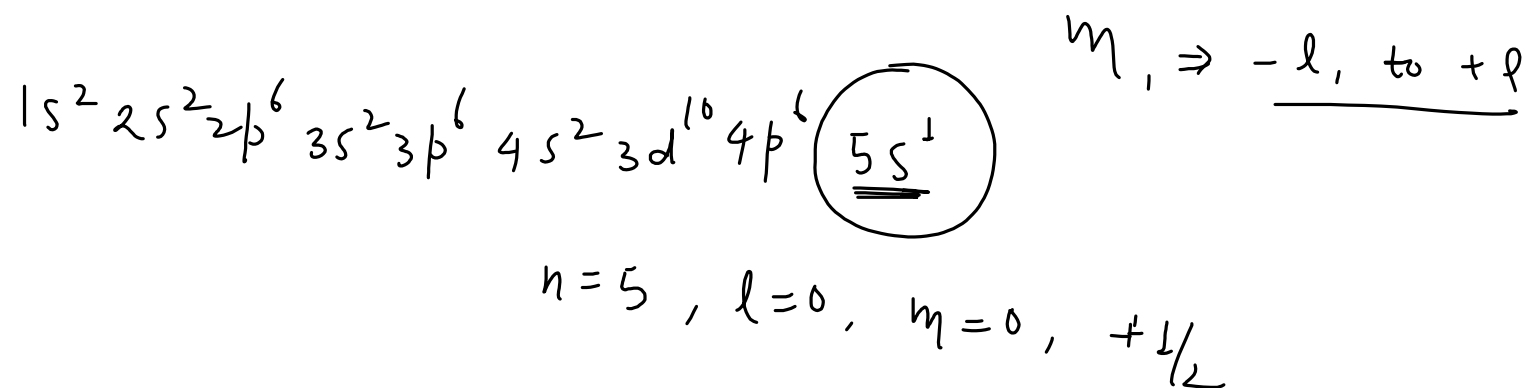 m, ⇒ -l, to +l
1s² 2s² 2p⁶ 3s² 3p⁶ 4s² 3d¹⁰ 4p⁶ 5s¹
n = 5 , l = 0 , m = 0 , +1/2